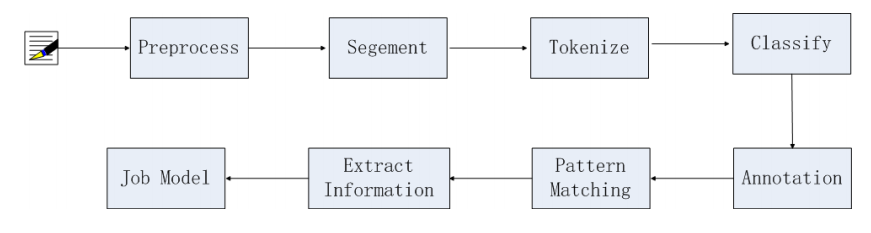 Preprocess
Segement
Tokenize
Classify
Job Model
Extract
Information
Pattern
Matching
Annotation